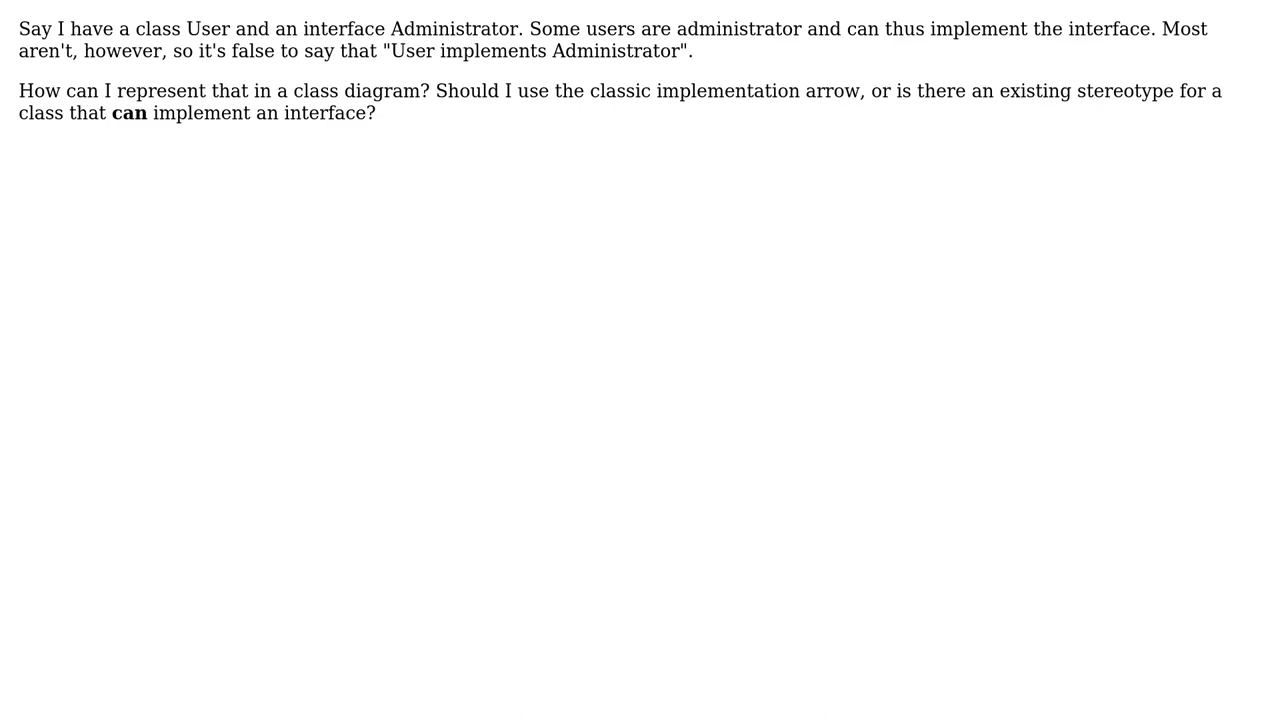 Say I have a class User and an interface Administrator. Some users are administrator and can thus implement the interface. Most
aren't, however, so it's false to say that "User implements Administrator".
How can I represent that in a class diagram? Should I use the classic implementation arrow, or is there an existing stereotype for a
class that can implement an interface?